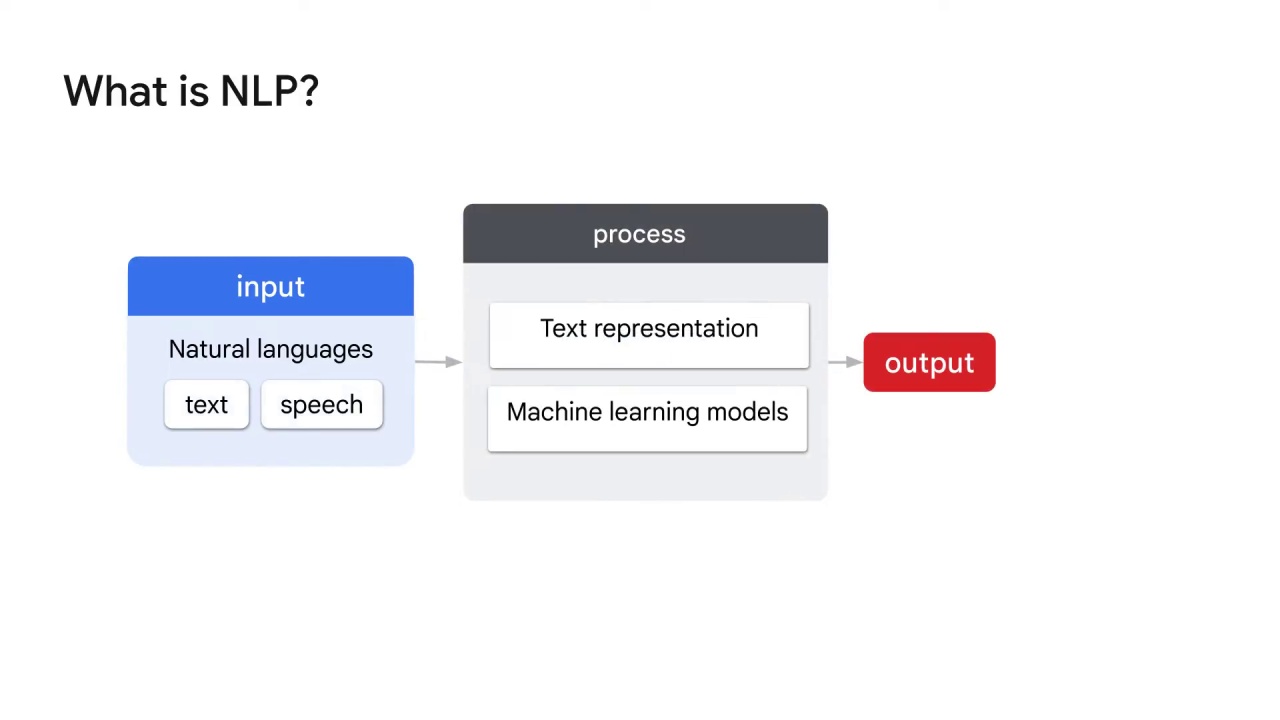 What is NLP?
input
Natural languages
text
speech
process
Text representation
Machine learning models
output